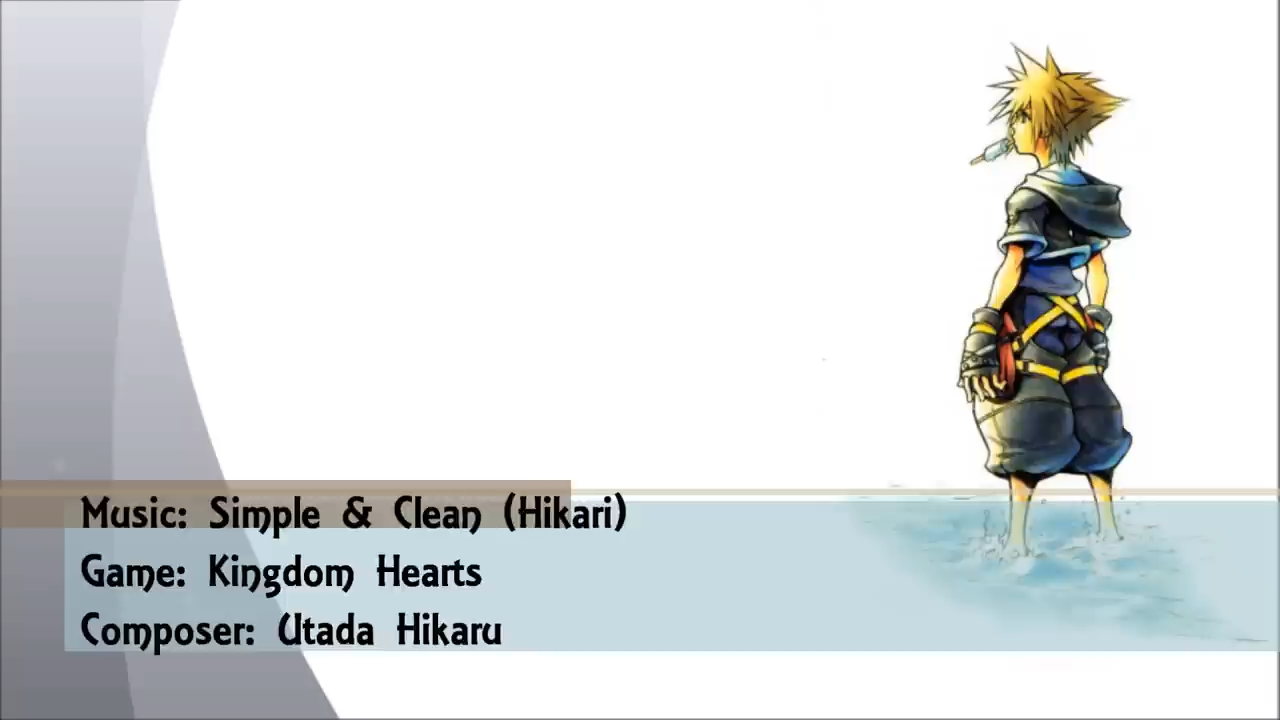 Music: Simple & Clean (Hikari)
Game: Kingdom Hearts
Composer: Utada Hikaru